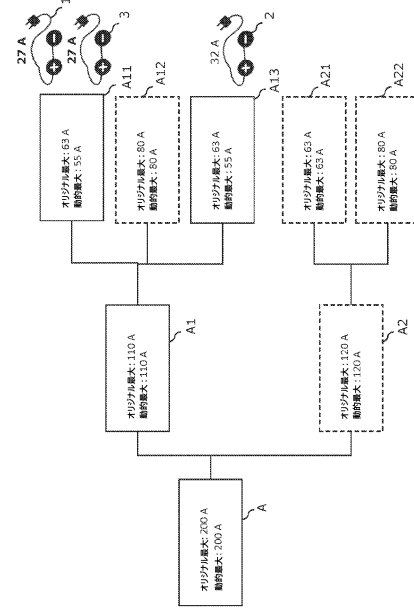 27 A
1
27 A
3
32 A
2
オリジナル最大: 63 A
動的最大: 55 A
A11
オリジナル最大: 80 A
動的最大: 80 A
A12
オリジナル最大: 63 A
動的最大: 55 A
A13
オリジナル最大: 63 A
動的最大: 63 A
A21
オリジナル最大: 80 A
動的最大: 80 A
A22
オリジナル最大: 110 A
動的最大: 110 A
A1
オリジナル最大: 120 A
動的最大: 120 A
A2
オリジナル最大: 200 A
動的最大: 200 A
A